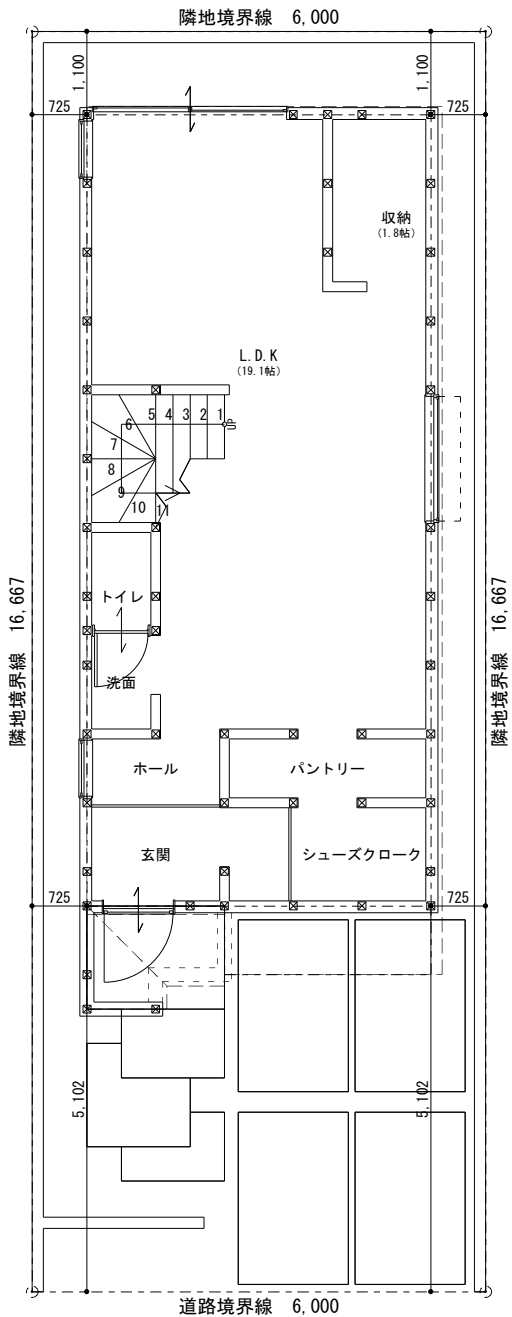 隣地境界線 6,000
1,100
1,100
725
725
収納
(1.8帖)
L.D.K
(19.1帖)
5 4 3 2 1
UP
6
7
8
9
10
11
トイレ
洗面
隣地境界線 16,667
隣地境界線 16,667
ホール
パントリー
玄関
シューズクローク
725
725
5,102
5,102
道路境界線 6,000